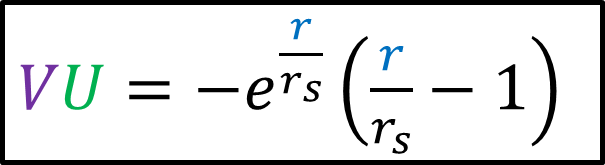 VU = −e^{r/r_s} (r/r_s − 1)